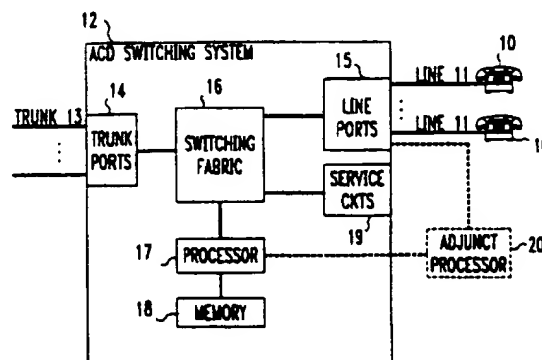 12
ACD SWITCHING SYSTEM
10
14
16
15
LINE 11
TRUNK 13
TRUNK PORTS
SWITCHING FABRIC
LINE PORTS
LINE 11
SERVICE CKTS
19
17
PROCESSOR
ADJUNCT PROCESSOR
20
18
MEMORY